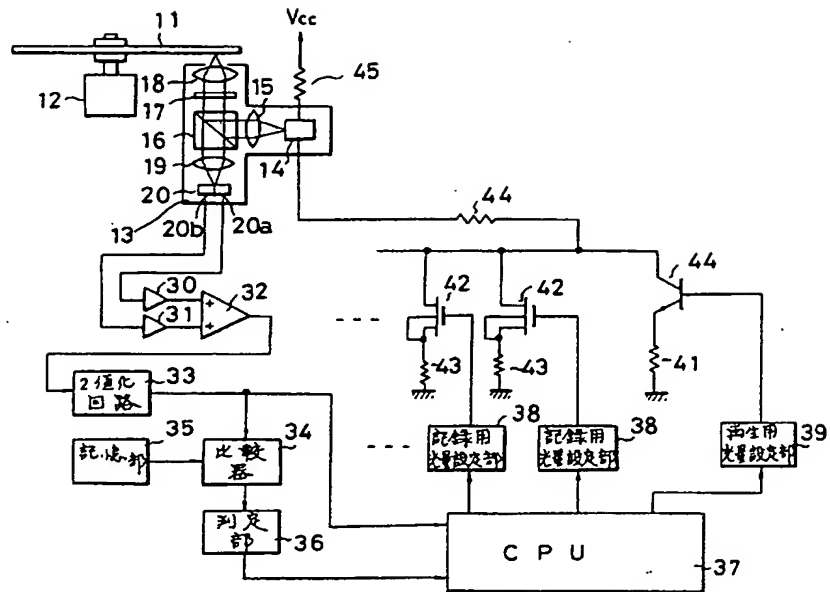 11
Vcc
45
12
18
17
15
16
14
19
20
13
20b
20a
44
30
31
+
+
32
42
42
44
43
43
41
2値化
回路
33
35
記憶部
34
比較
器
判定
部
36
記録用
光量設定部
38
記録用
光量設定部
38
再生用
光量設定部
39
CPU
37